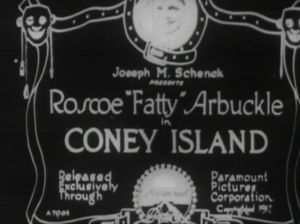 Joseph M. Schenck
PRESENTS
Roscoe "Fatty" Arbuckle
in
CONEY ISLAND
Released
Exclusively
Through
Paramount
Pictures
Corporation
Copyrighted 1917